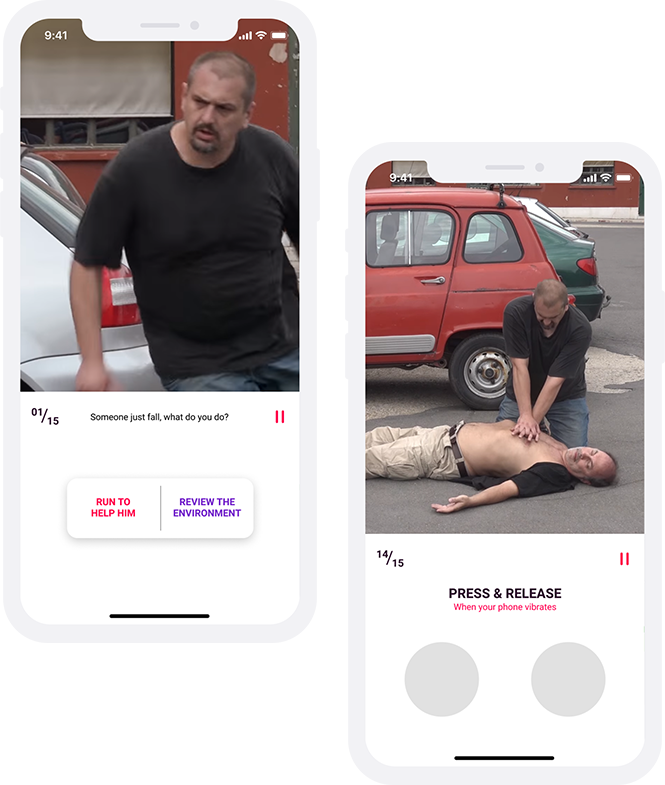 9:41
01/15
Someone just fall, what do you do?
RUN TO
HELP HIM
REVIEW THE
ENVIRONMENT
9:41
14/15
PRESS & RELEASE
When your phone vibrates